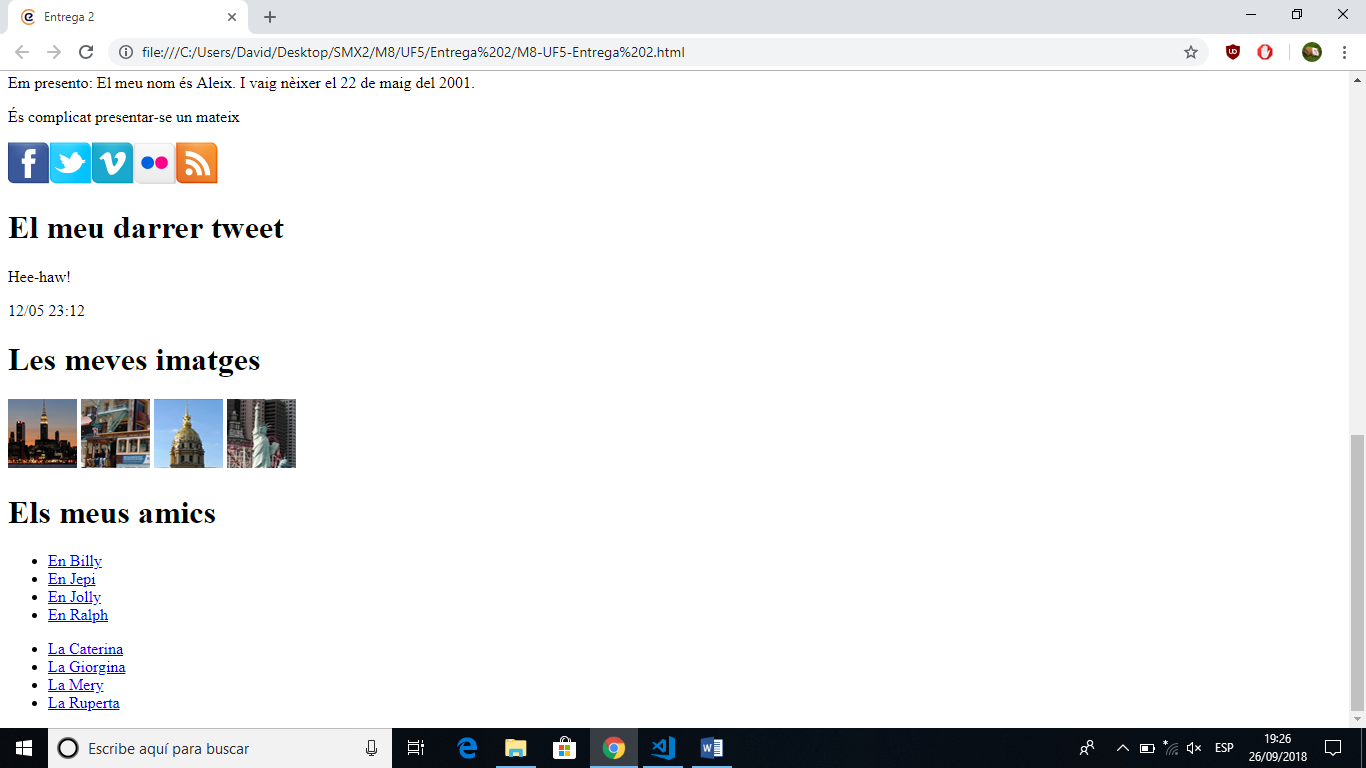 Entrega 2
file:///C:/Users/David/Desktop/SMX2/M8/UF5/Entrega%202/M8-UF5-Entrega%202.html
Em presento: El meu nom és Aleix. I vaig nèixer el 22 de maig del 2001.
És complicat presentar-se un mateix
El meu darrer tweet
Hee-haw!
12/05 23:12
Les meves imatges
Els meus amics
En Billy
En Jepi
En Jolly
En Ralph
La Caterina
La Giorgina
La Mery
La Ruperta
Escribe aquí para buscar
ESP
19:26
26/09/2018